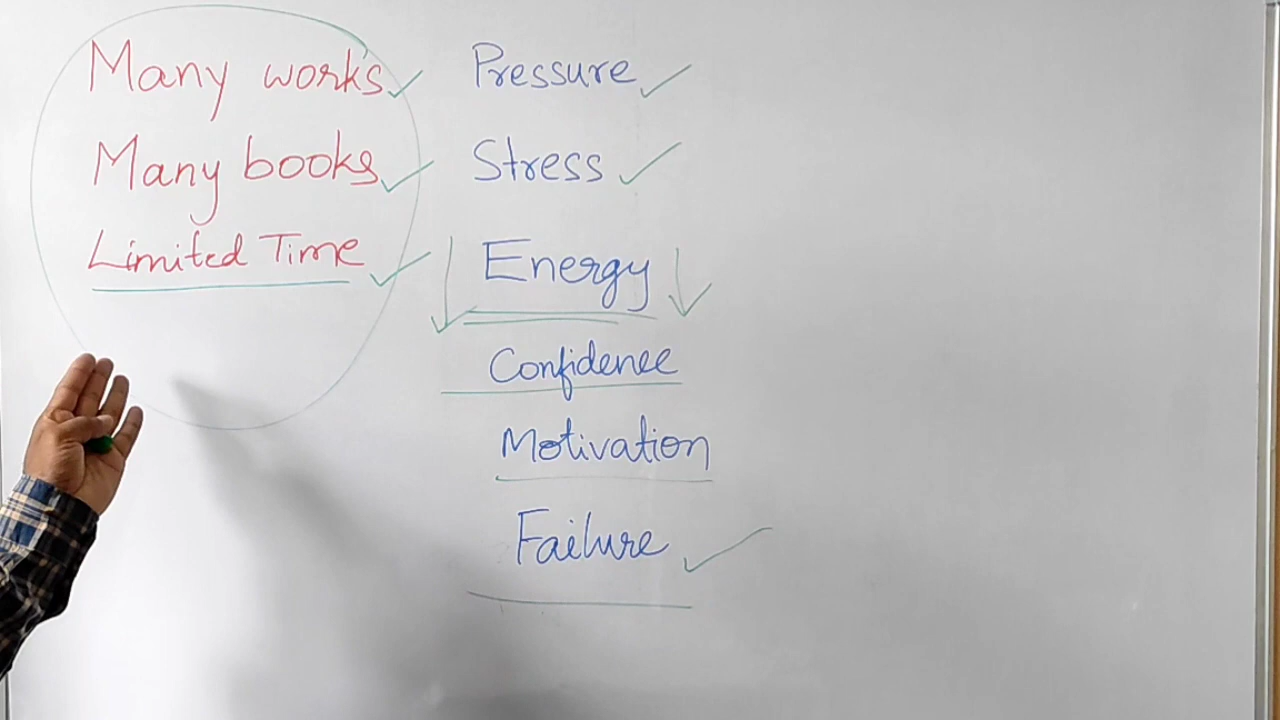 Many works
Many books
Limited Time
Pressure
Stress
Energy
Confidence
Motivation
Failure